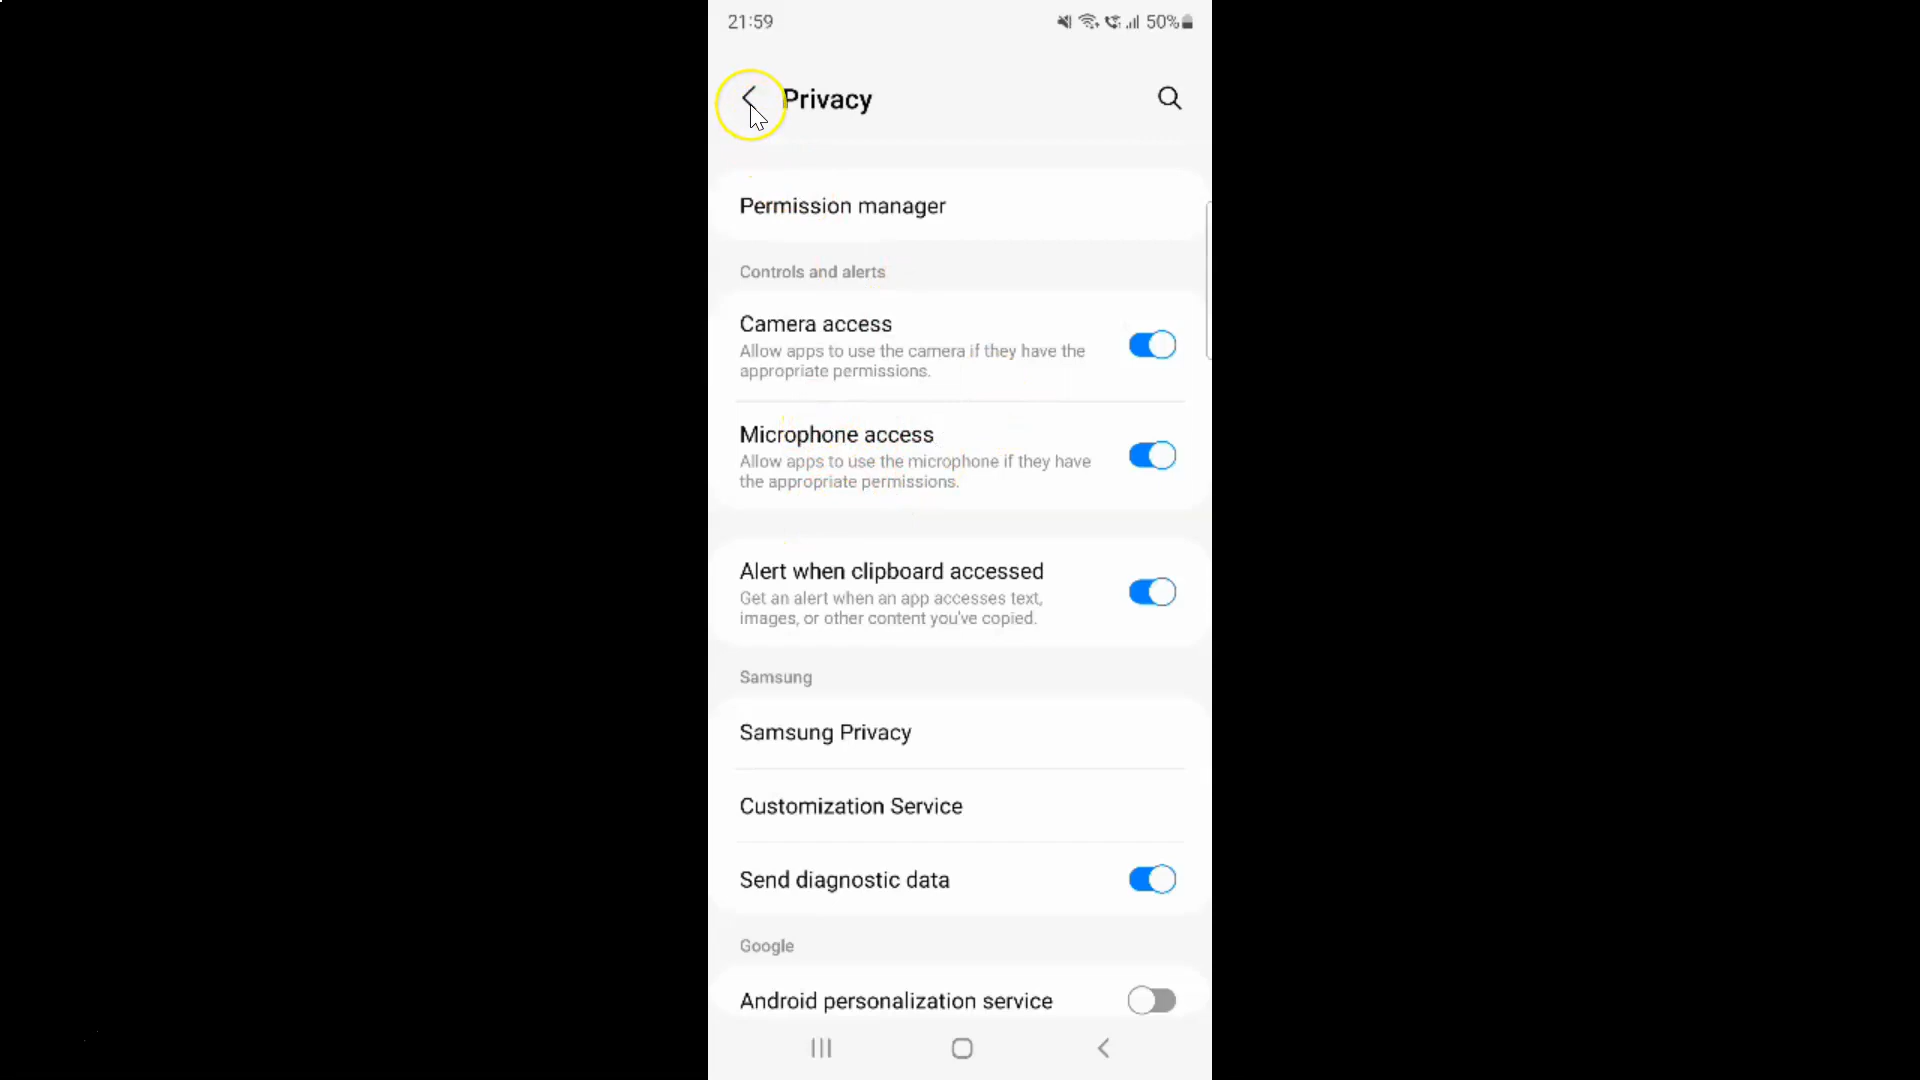 21:59
50%
Privacy
Permission manager
Controls and alerts
Camera access
Allow apps to use the camera if they have the
appropriate permissions.
Microphone access
Allow apps to use the microphone if they have
the appropriate permissions.
Alert when clipboard accessed
Get an alert when an app accesses text,
images, or other content you've copied.
Samsung
Samsung Privacy
Customization Service
Send diagnostic data
Google
Android personalization service